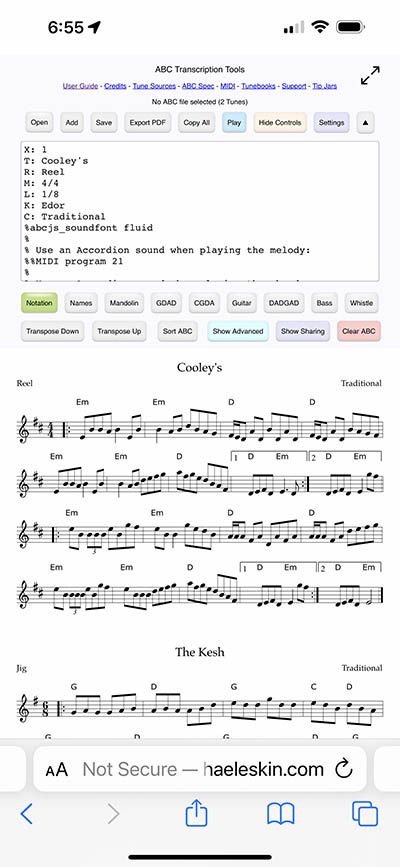 6:55
ABC Transcription Tools
User Guide - Credits - Tune Sources - ABC Spec - MIDI - Tunebooks - Support - Tip Jars
No ABC file selected (2 Tunes)
Open Add Save Export PDF Copy All Play Hide Controls Settings ▲
X: 1
T: Cooley's
R: Reel
M: 4/4
L: 1/8
K: Edor
C: Traditional
%abcjs_soundfont fluid
%
% Use an Accordion sound when playing the melody:
%%MIDI program 21
%
Notation Names Mandolin GDAD CGDA Guitar DADGAD Bass Whistle
Transpose Down Transpose Up Sort ABC Show Advanced Show Sharing Clear ABC
Cooley's
Reel Traditional
Em Em D D
4
4
Em Em D 1 D Em 2 D Em
Em Em D D
3
Em Em D 1 D Em 2 D Em
3
The Kesh
Jig Traditional
G D G C D
6
8
G D G D G
AA Not Secure — haeleskin.com